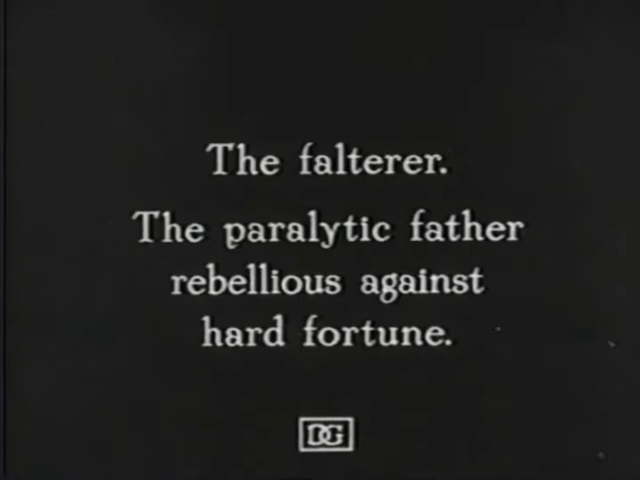 The falterer.
The paralytic father
rebellious against
hard fortune.
DG